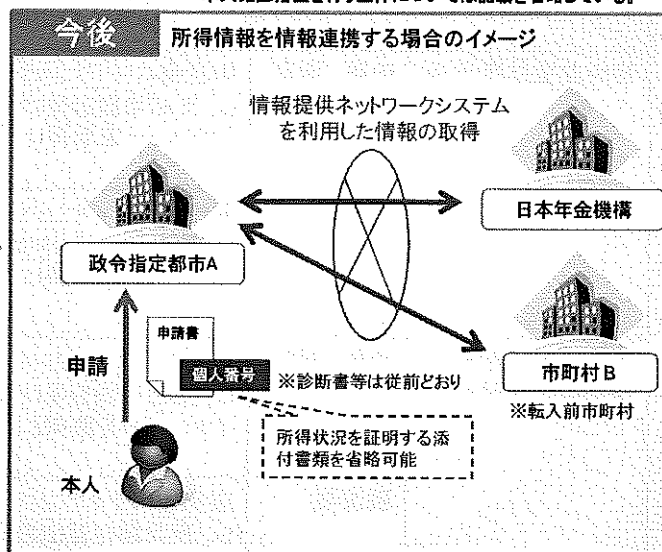 今後
所得情報を情報連携する場合のイメージ
情報提供ネットワークシステム
を利用した情報の取得
日本年金機構
政令指定都市A
申請書
個人番号
申請
※診断書等は従前どおり
市町村B
※転入前市町村
所得状況を証明する添
付書類を省略可能
本人